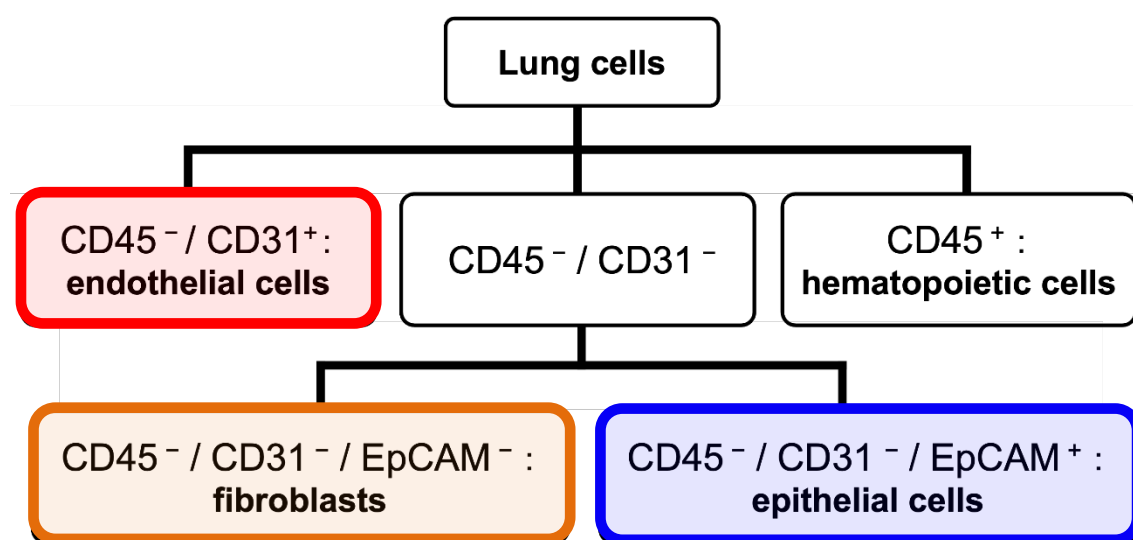 Lung cells
CD45⁻ / CD31⁺ :
endothelial cells
CD45⁻ / CD31⁻
CD45⁺ :
hematopoietic cells
CD45⁻ / CD31⁻ / EpCAM⁻ :
fibroblasts
CD45⁻ / CD31⁻ / EpCAM⁺ :
epithelial cells